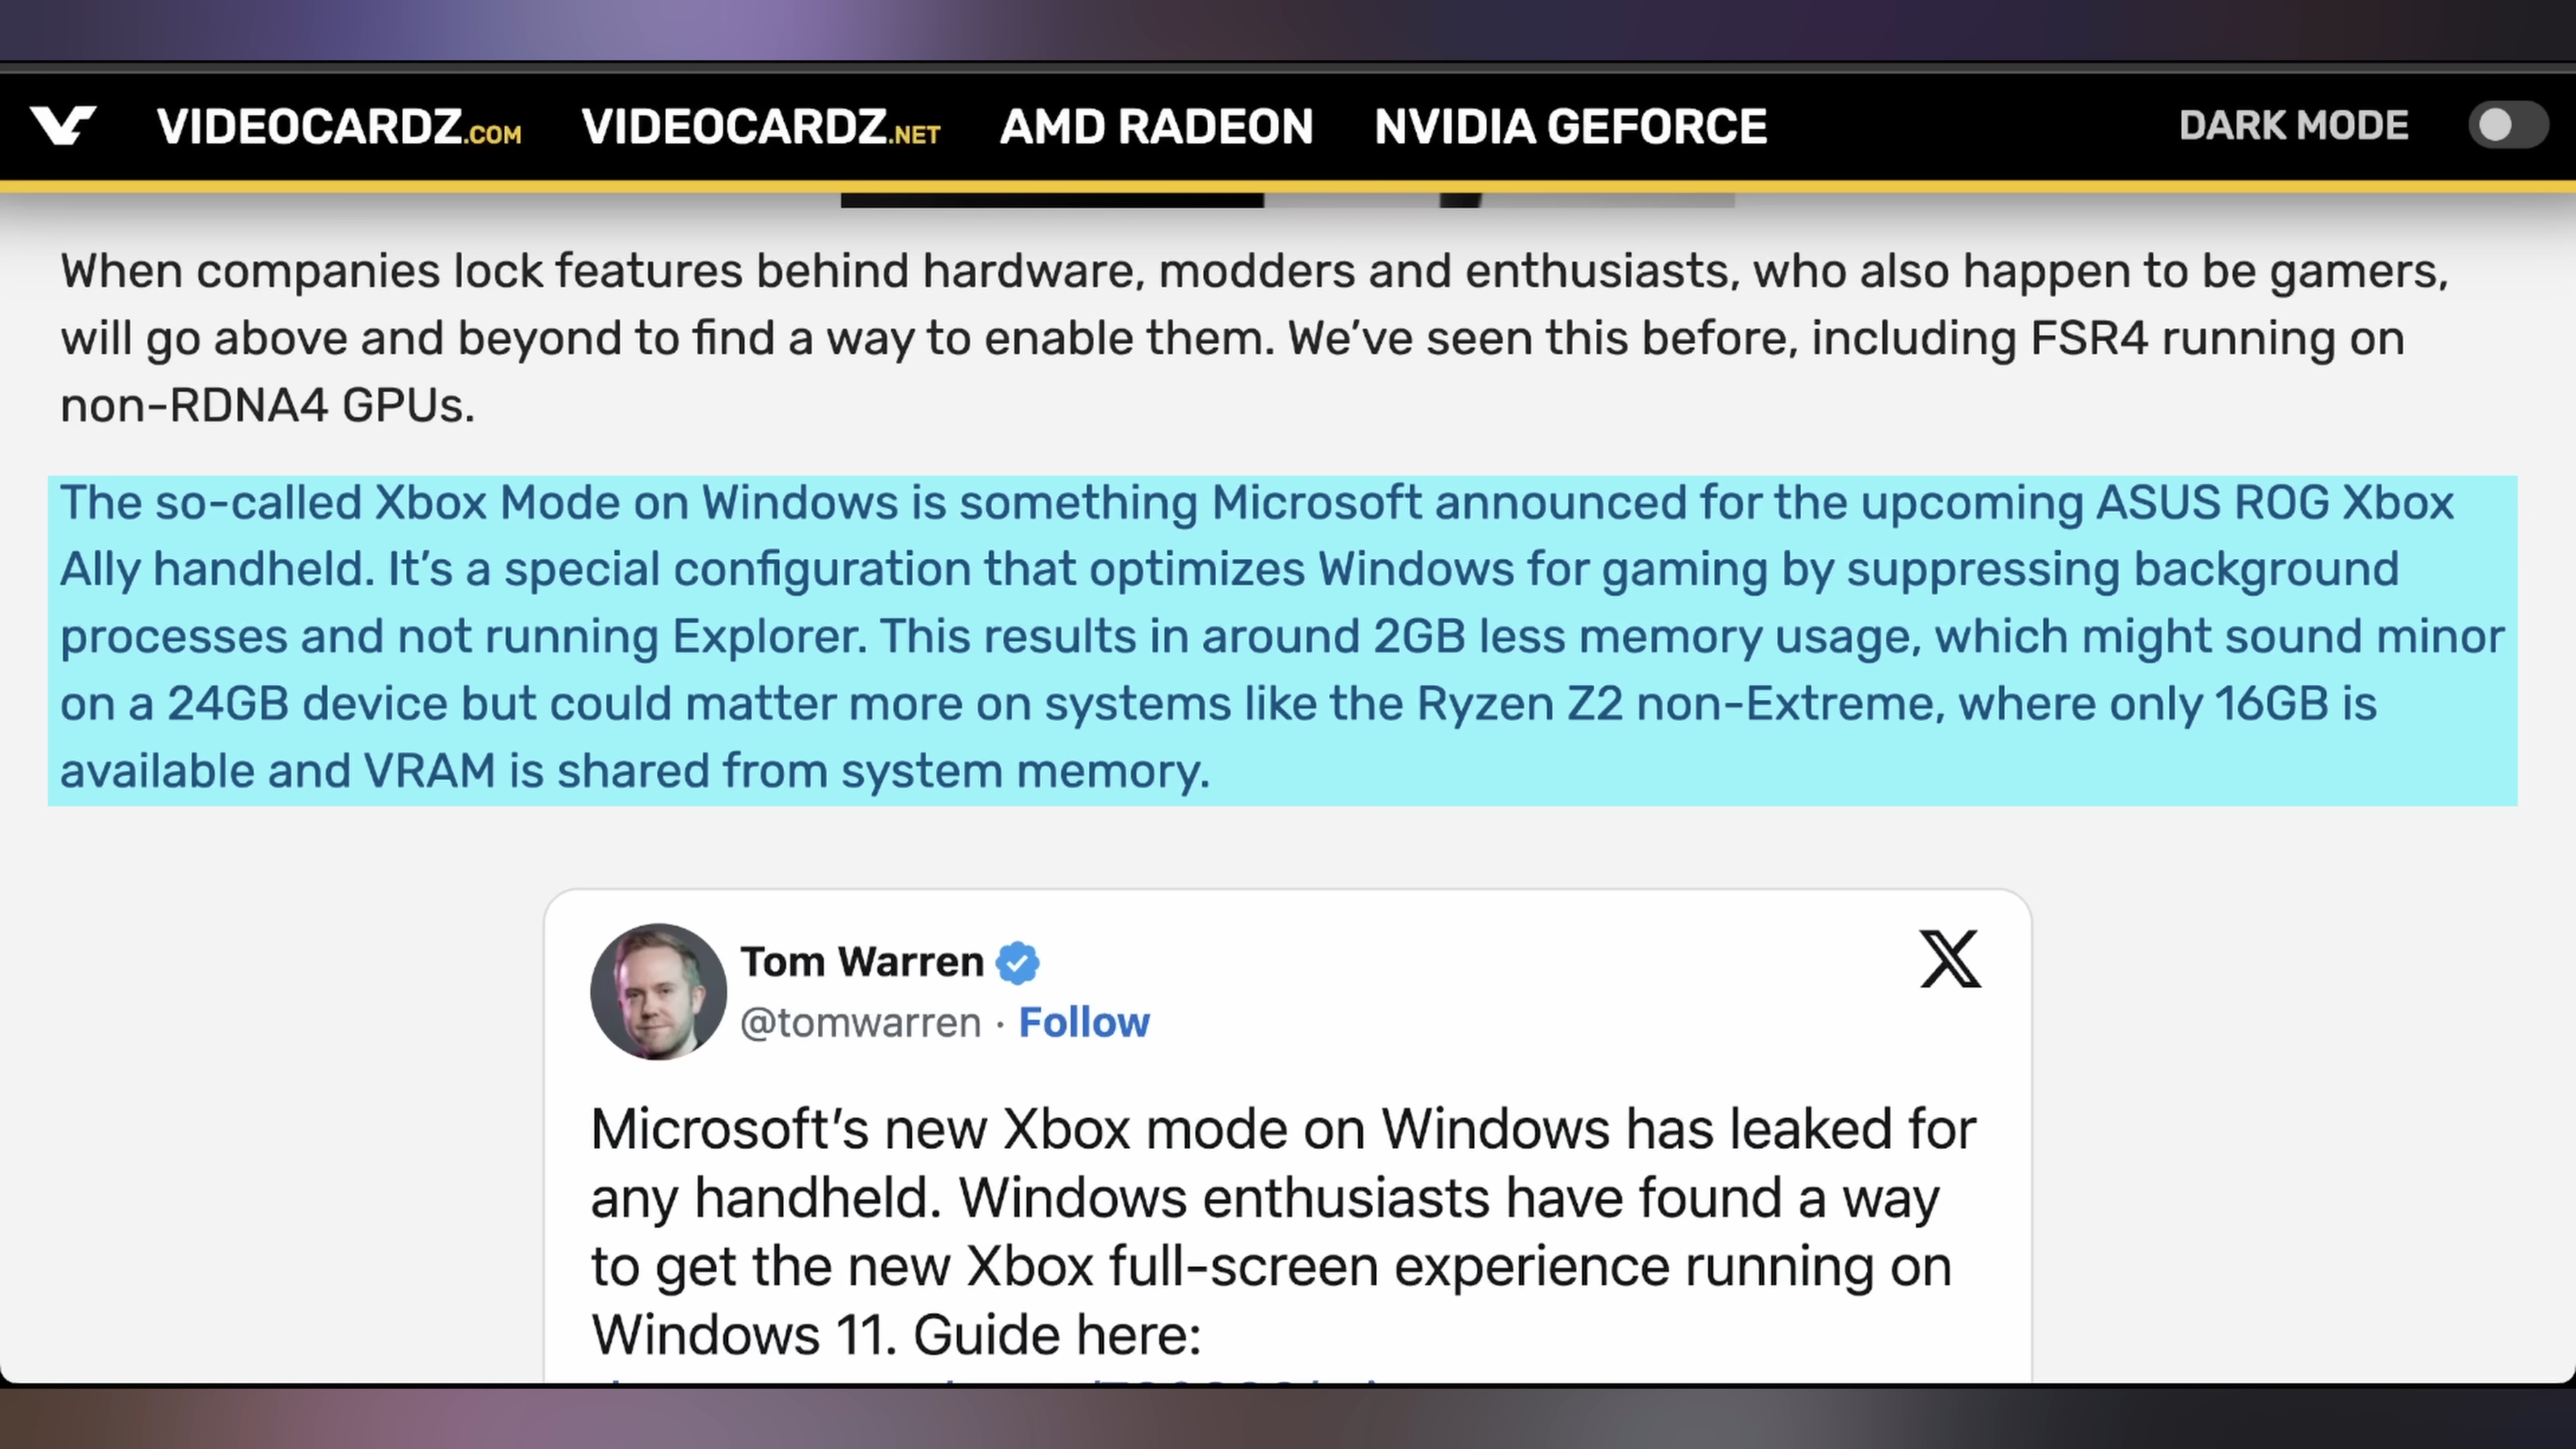 VIDEOCARDZ.COM VIDEOCARDZ.NET AMD RADEON NVIDIA GEFORCE DARK MODE
When companies lock features behind hardware, modders and enthusiasts, who also happen to be gamers,
will go above and beyond to find a way to enable them. We’ve seen this before, including FSR4 running on
non-RDNA4 GPUs.
The so-called Xbox Mode on Windows is something Microsoft announced for the upcoming ASUS ROG Xbox
Ally handheld. It’s a special configuration that optimizes Windows for gaming by suppressing background
processes and not running Explorer. This results in around 2GB less memory usage, which might sound minor
on a 24GB device but could matter more on systems like the Ryzen Z2 non-Extreme, where only 16GB is
available and VRAM is shared from system memory.
Tom Warren
@tomwarren · Follow
Microsoft’s new Xbox mode on Windows has leaked for
any handheld. Windows enthusiasts have found a way
to get the new Xbox full-screen experience running on
Windows 11. Guide here: